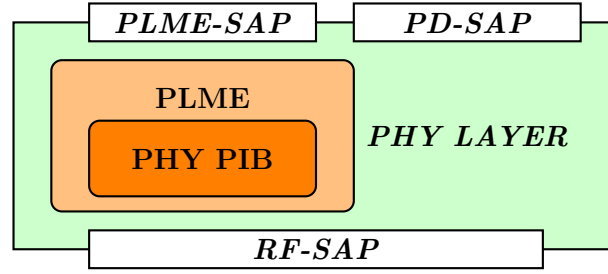 PLME-SAP
PD-SAP
PLME
PHY PIB
PHY LAYER
RF-SAP